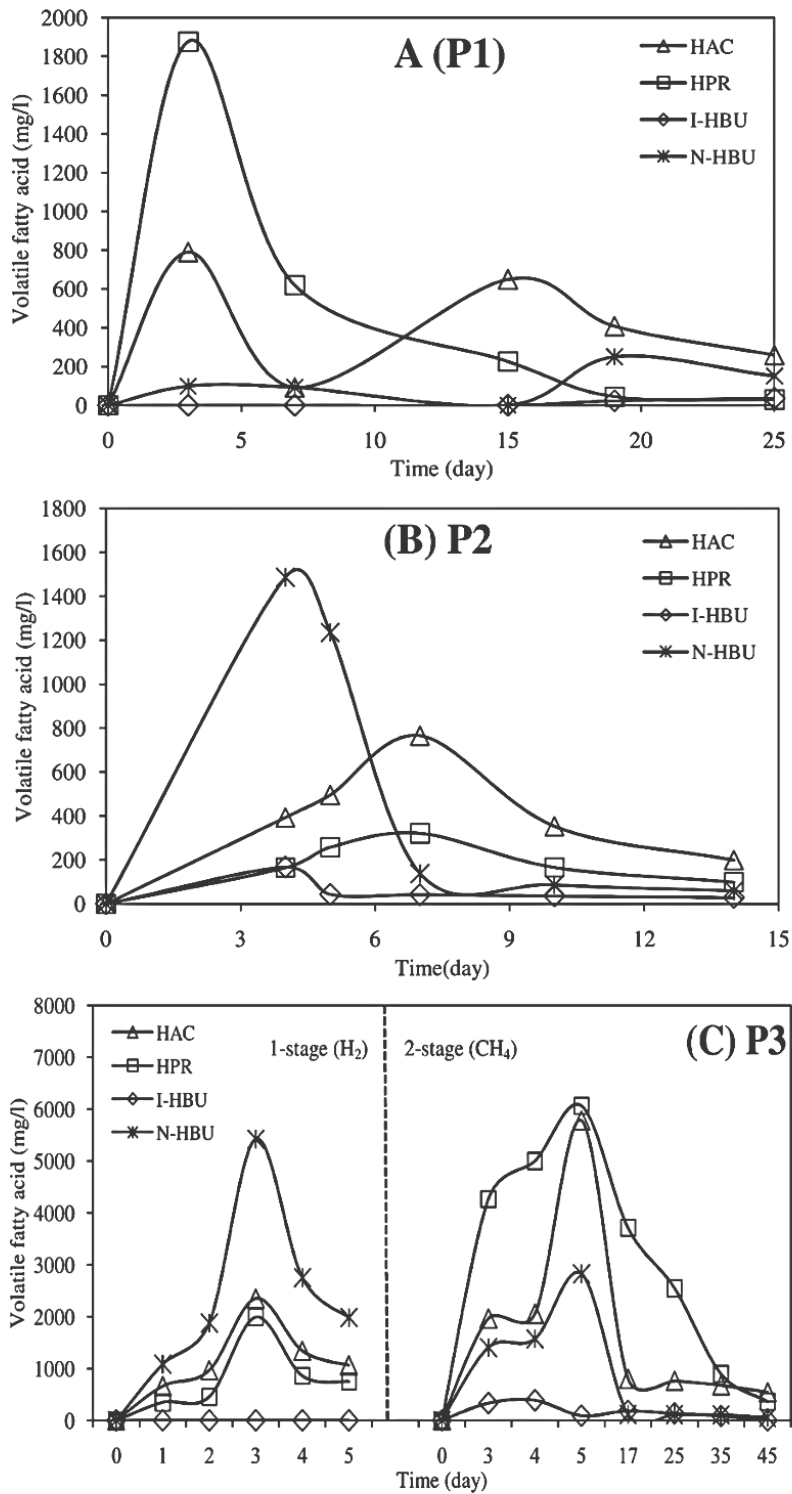 A (P1)
HAC
HPR
I-HBU
N-HBU
Volatile fatty acid (mg/l)
2000
1800
1600
1400
1200
1000
800
600
400
200
0
0 5 10 15 20 25
Time (day)
(B) P2
HAC
HPR
I-HBU
N-HBU
Volatile fatty acid (mg/l)
1800
1600
1400
1200
1000
800
600
400
200
0
0 3 6 9 12 15
Time(day)
(C) P3
1-stage (H₂)
2-stage (CH₄)
HAC
HPR
I-HBU
N-HBU
Volatile fatty acid (mg/l)
8000
7000
6000
5000
4000
3000
2000
1000
0
0 1 2 3 4 5 0 3 4 5 17 25 35 45
Time (day)